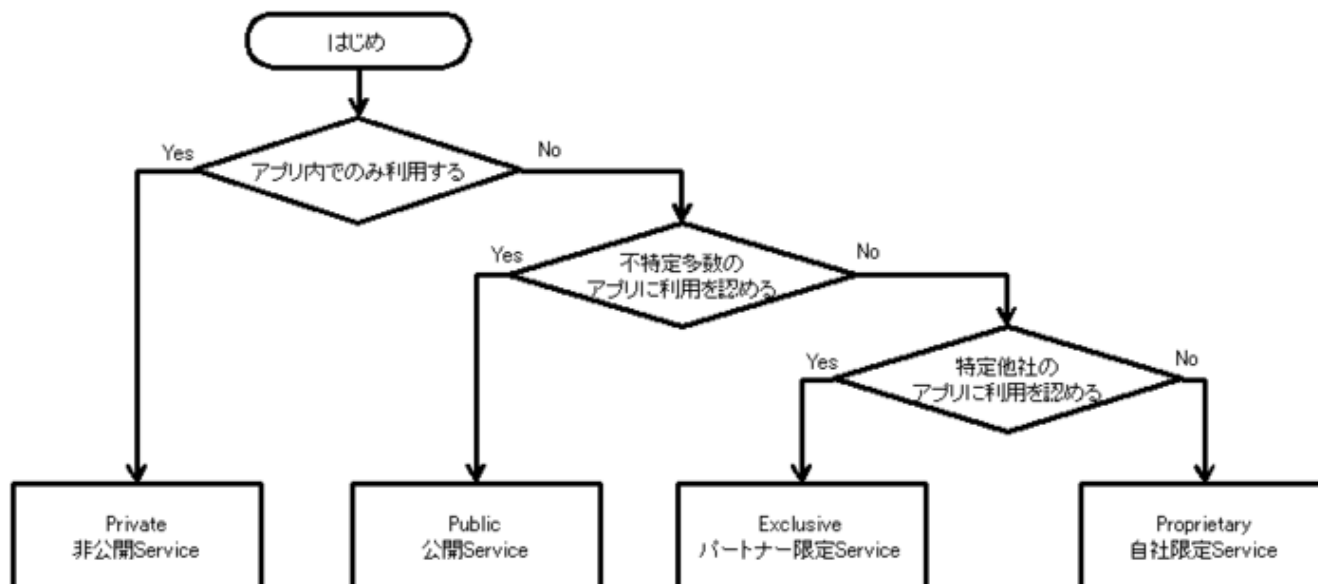 はじめ
Yes
アプリ内でのみ利用する
No
Yes
不特定多数の
アプリに利用を認める
No
Yes
特定他社の
アプリに利用を認める
No
Private
非公開Service
Public
公開Service
Exclusive
パートナー限定Service
Proprietary
自社限定Service